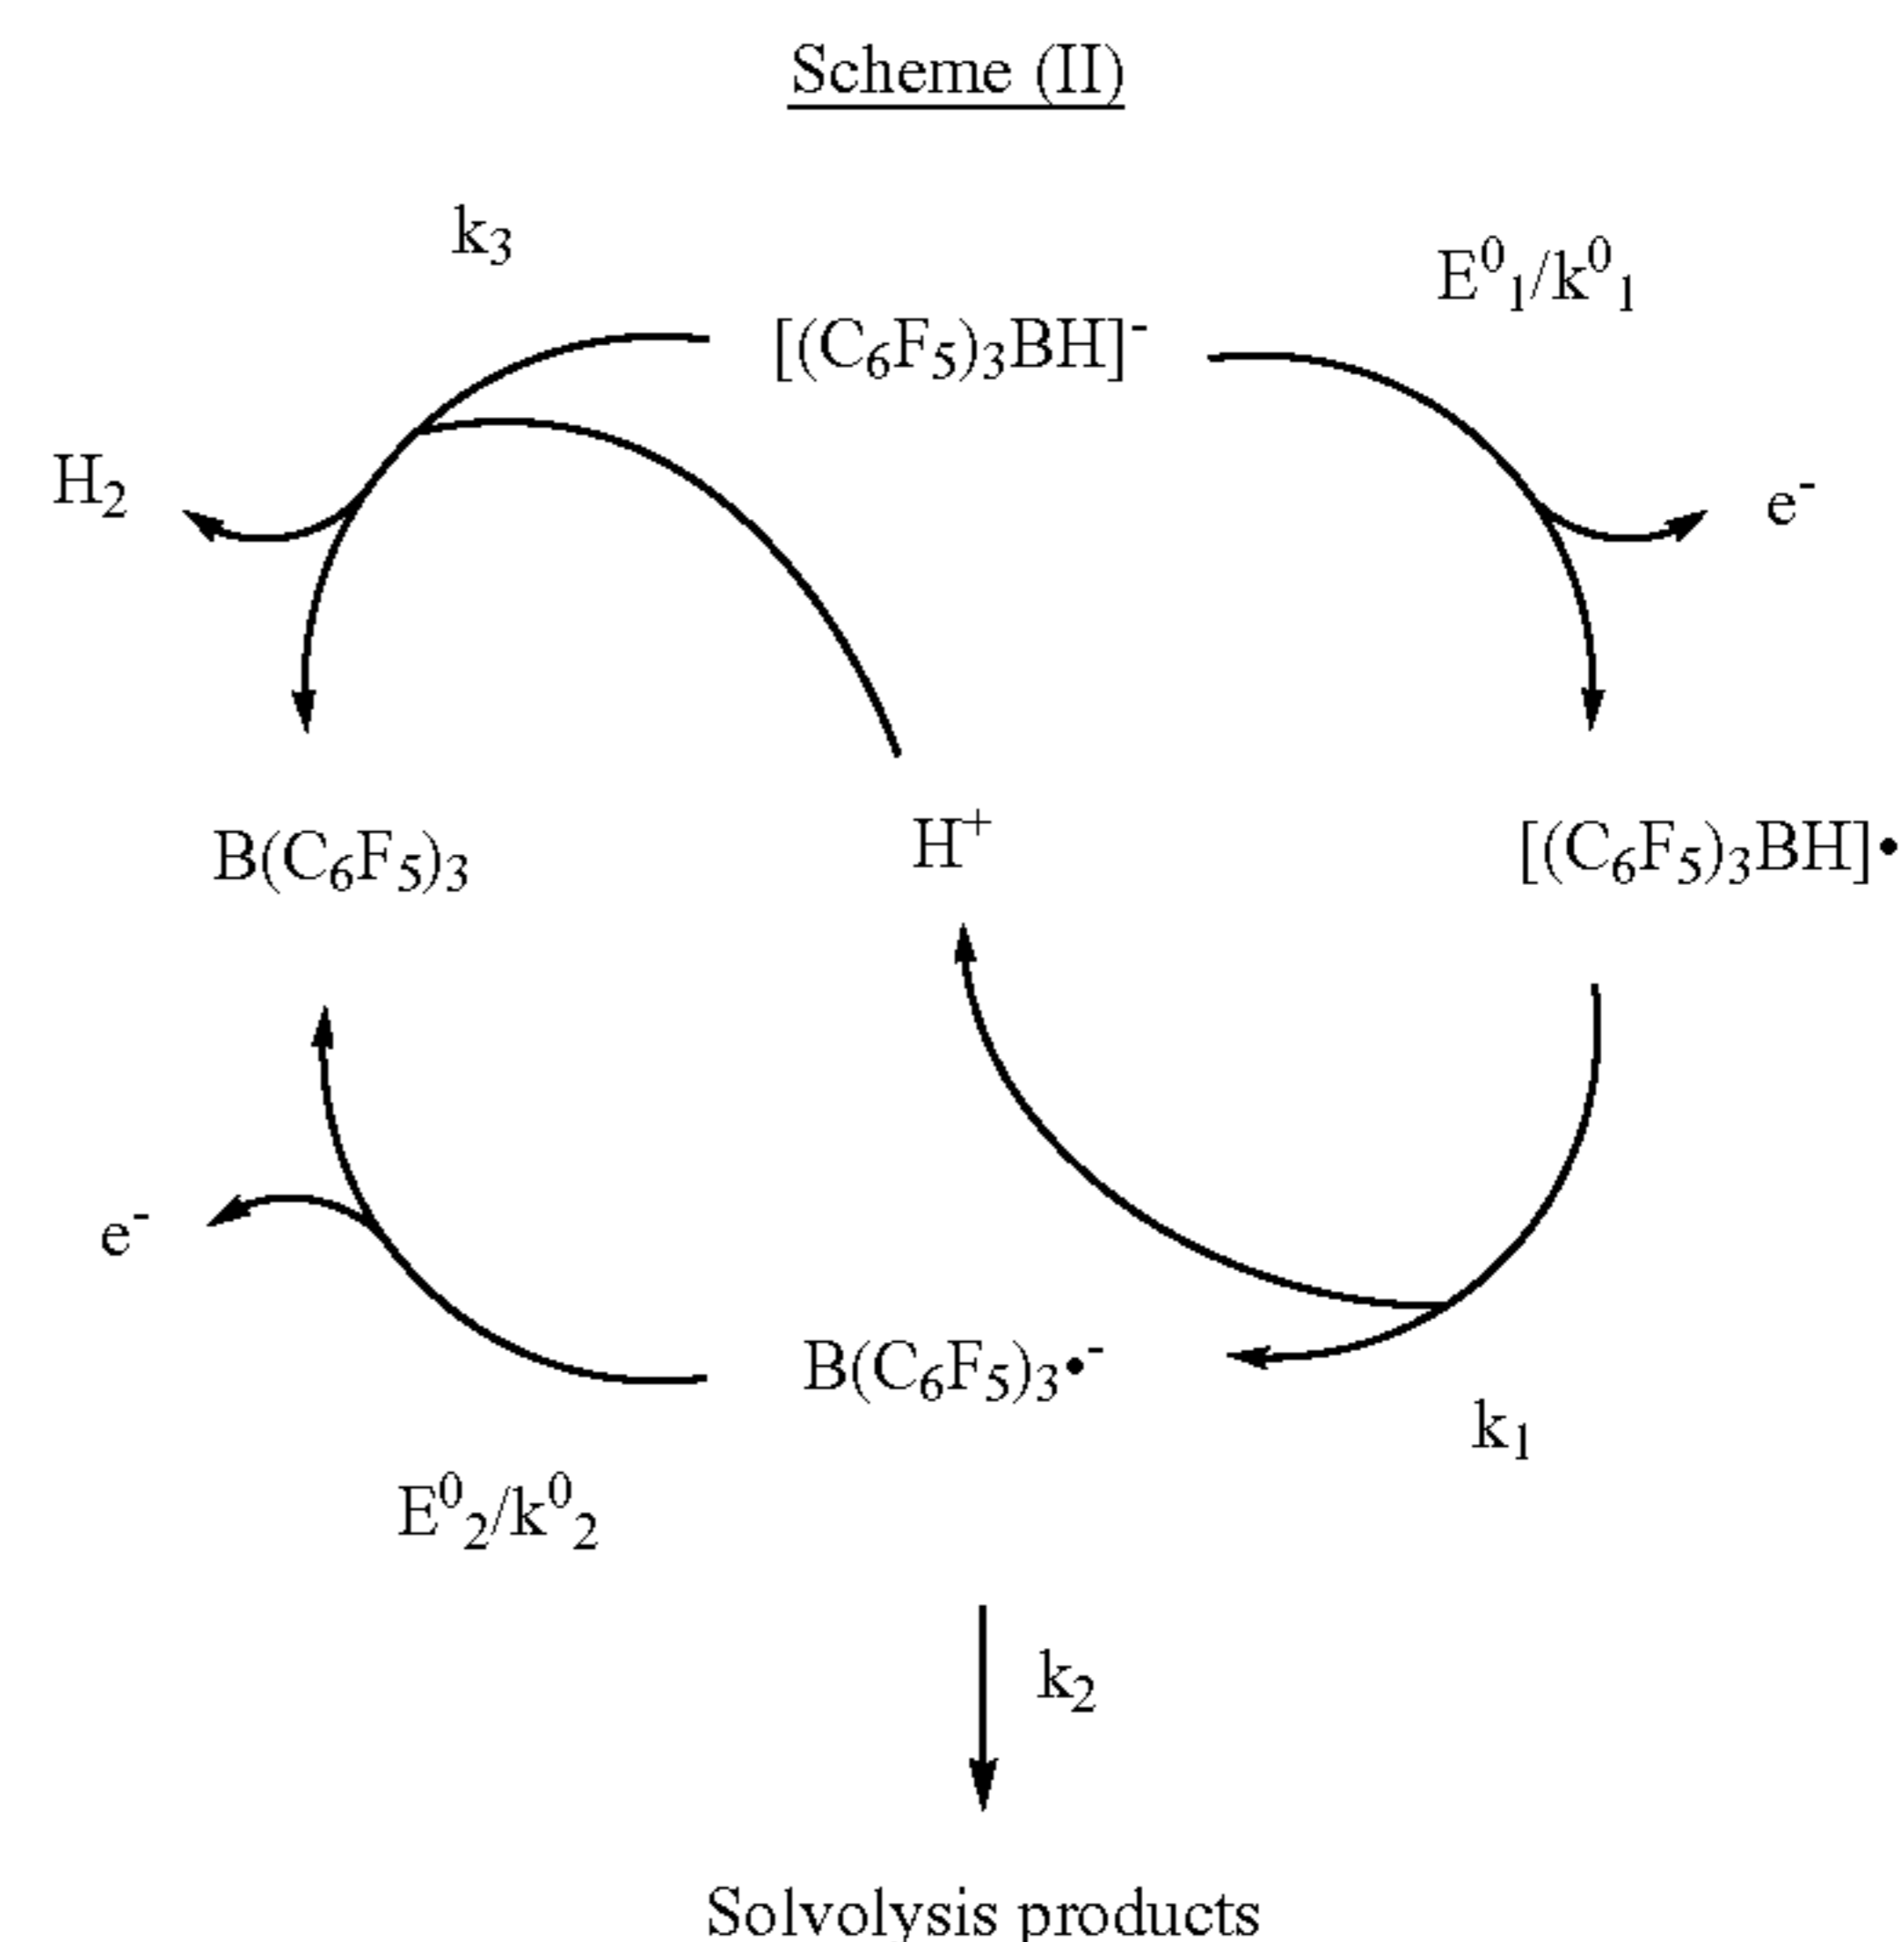 Scheme (II)
k₃
E⁰₁/k⁰₁
[(C₆F₅)₃BH]⁻
H₂
e⁻
B(C₆F₅)₃
H⁺
[(C₆F₅)₃BH]•
e⁻
B(C₆F₅)₃•⁻
k₁
E⁰₂/k⁰₂
k₂
Solvolysis products